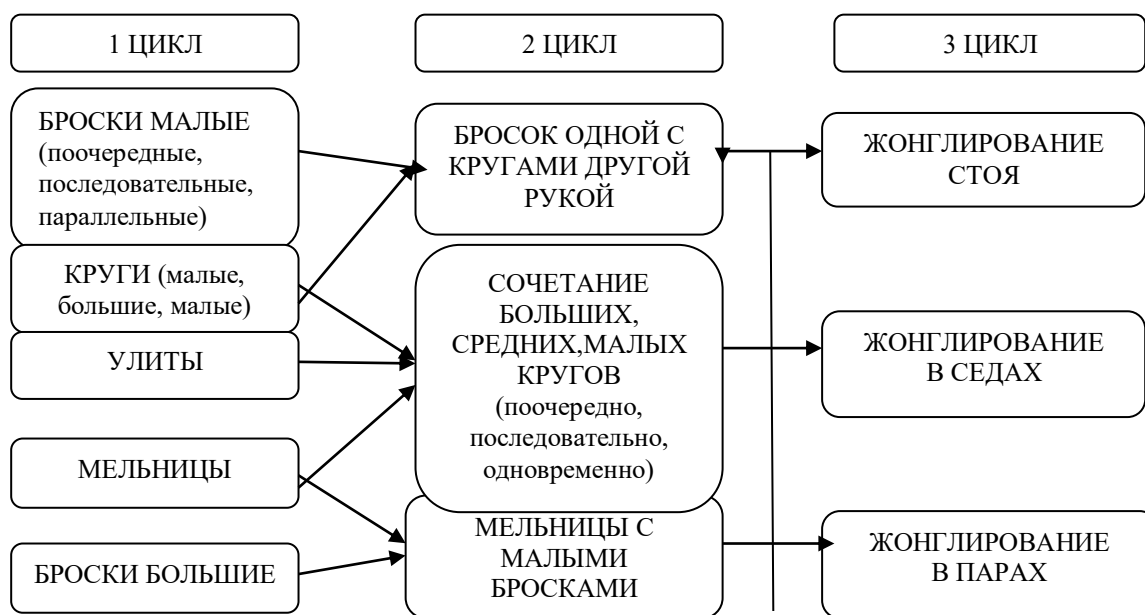 1 ЦИКЛ
2 ЦИКЛ
3 ЦИКЛ
БРОСКИ МАЛЫЕ
(поочередные,
последовательные,
параллельные)
КРУГИ (малые,
большие, малые)
УЛИТЫ
МЕЛЬНИЦЫ
БРОСКИ БОЛЬШИЕ
БРОСОК ОДНОЙ С
КРУГАМИ ДРУГОЙ
РУКОЙ
СОЧЕТАНИЕ
БОЛЬШИХ,
СРЕДНИХ,МАЛЫХ
КРУГОВ
(поочередно,
последовательно,
одновременно)
МЕЛЬНИЦЫ С
МАЛЫМИ
БРОСКАМИ
ЖОНГЛИРОВАНИЕ
СТОЯ
ЖОНГЛИРОВАНИЕ
В СЕДАХ
ЖОНГЛИРОВАНИЕ
В ПАРАХ